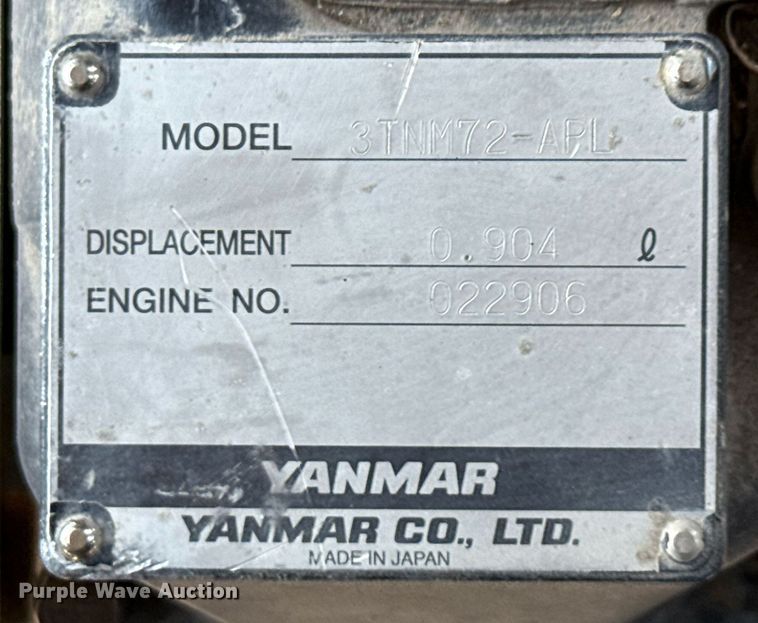 MODEL 3TNM72-APL
DISPLACEMENT 0.904 ℓ
ENGINE NO. 022906
YANMAR
YANMAR CO., LTD.
MADE IN JAPAN
Purple Wave Auction